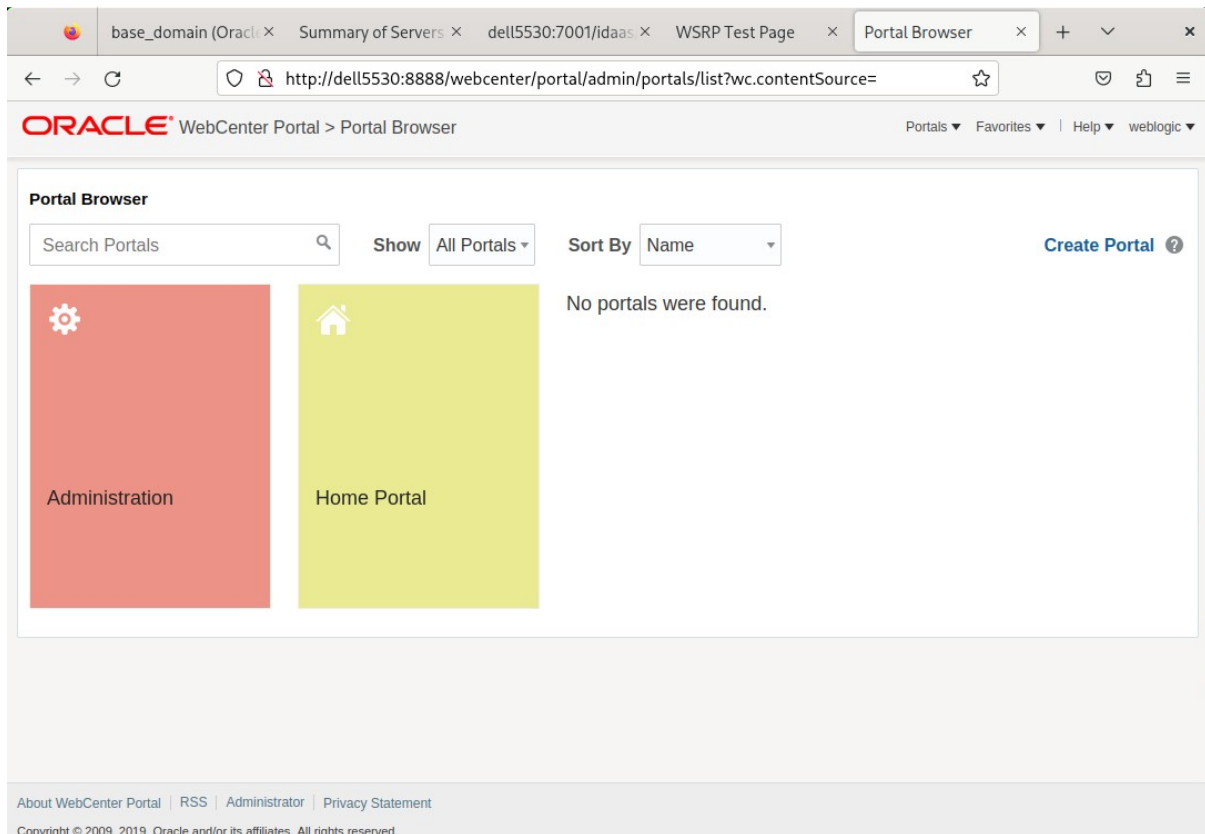 base_domain (Oracl
Summary of Servers
dell5530:7001/idaas
WSRP Test Page
Portal Browser
http://dell5530:8888/webcenter/portal/admin/portals/list?wc.contentSource=
ORACLE WebCenter Portal > Portal Browser
Portals Favorites Help weblogic
Portal Browser
Search Portals Show All Portals Sort By Name Create Portal
No portals were found.
Administration
Home Portal
About WebCenter Portal | RSS | Administrator | Privacy Statement
Copyright © 2009, 2019, Oracle and/or its affiliates. All rights reserved.